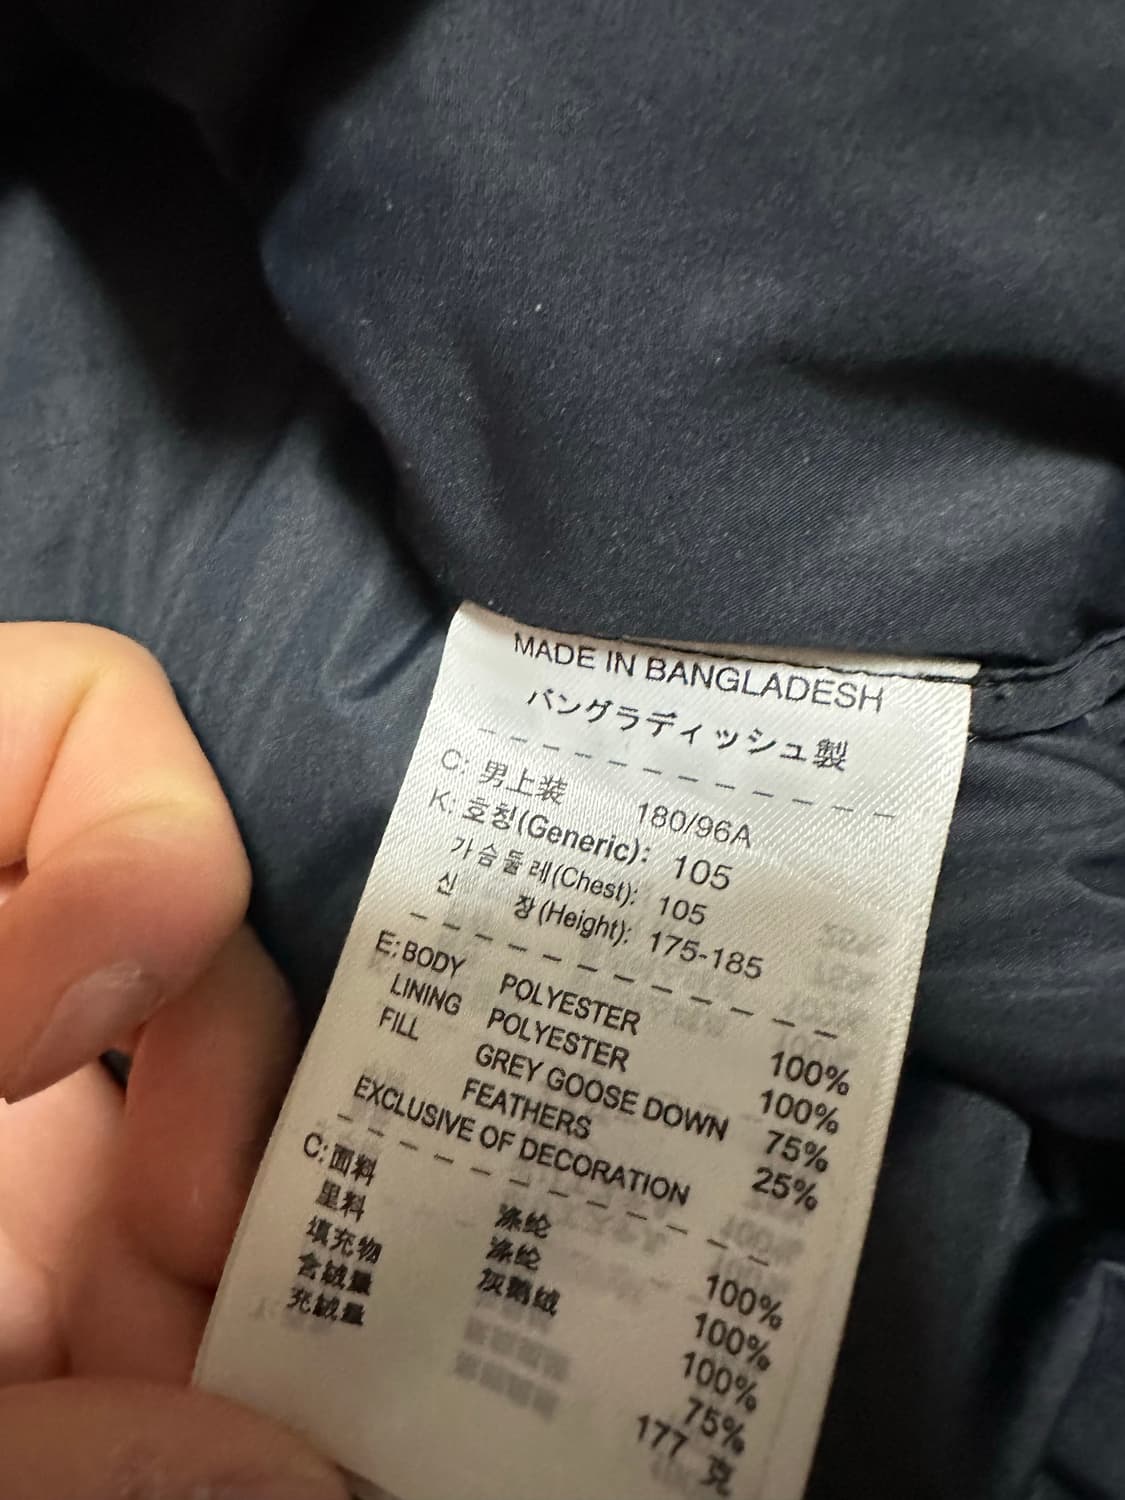 MADE IN BANGLADESH
バングラディッシュ製
C: 男上装 180/96A
K: 호칭(Generic): 105
가슴둘레(Chest): 105
신 장(Height): 175-185
E: BODY POLYESTER 100%
LINING POLYESTER 100%
FILL GREY GOOSE DOWN 75%
FEATHERS 25%
EXCLUSIVE OF DECORATION
C: 面料 涤纶 100%
里料 涤纶 100%
填充物 灰鹅绒 100%
含绒量 75%
充绒量 177 克